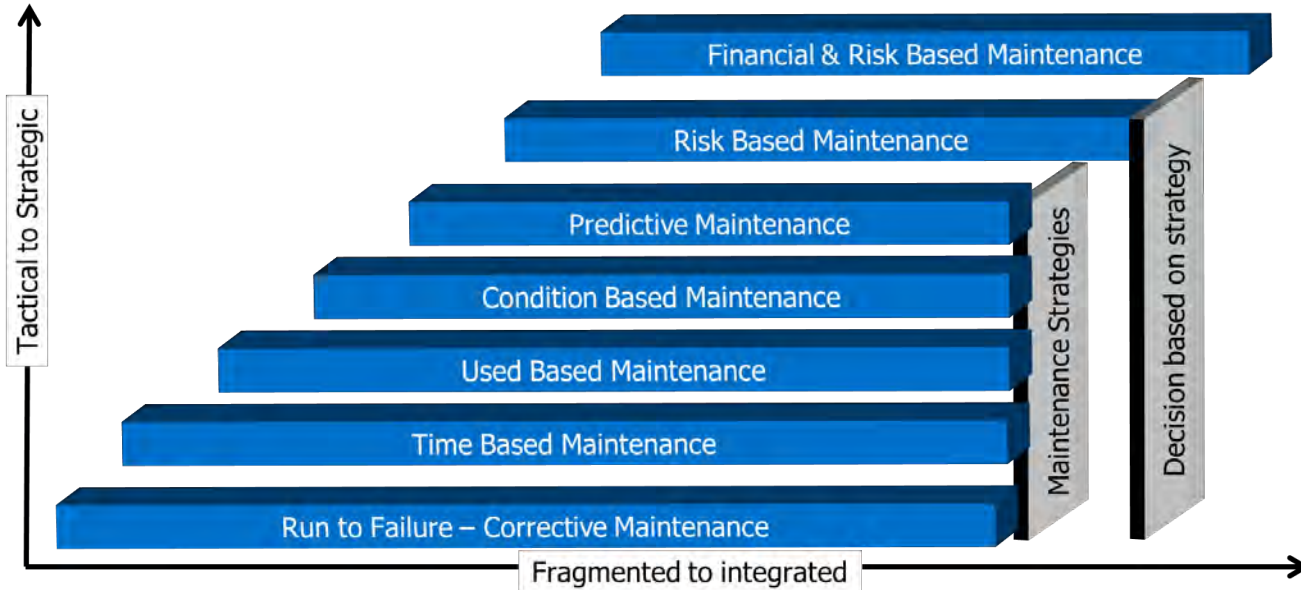 Financial & Risk Based Maintenance
Risk Based Maintenance
Predictive Maintenance
Condition Based Maintenance
Used Based Maintenance
Time Based Maintenance
Run to Failure – Corrective Maintenance
Maintenance Strategies
Decision based on strategy
Tactical to Strategic
Fragmented to integrated